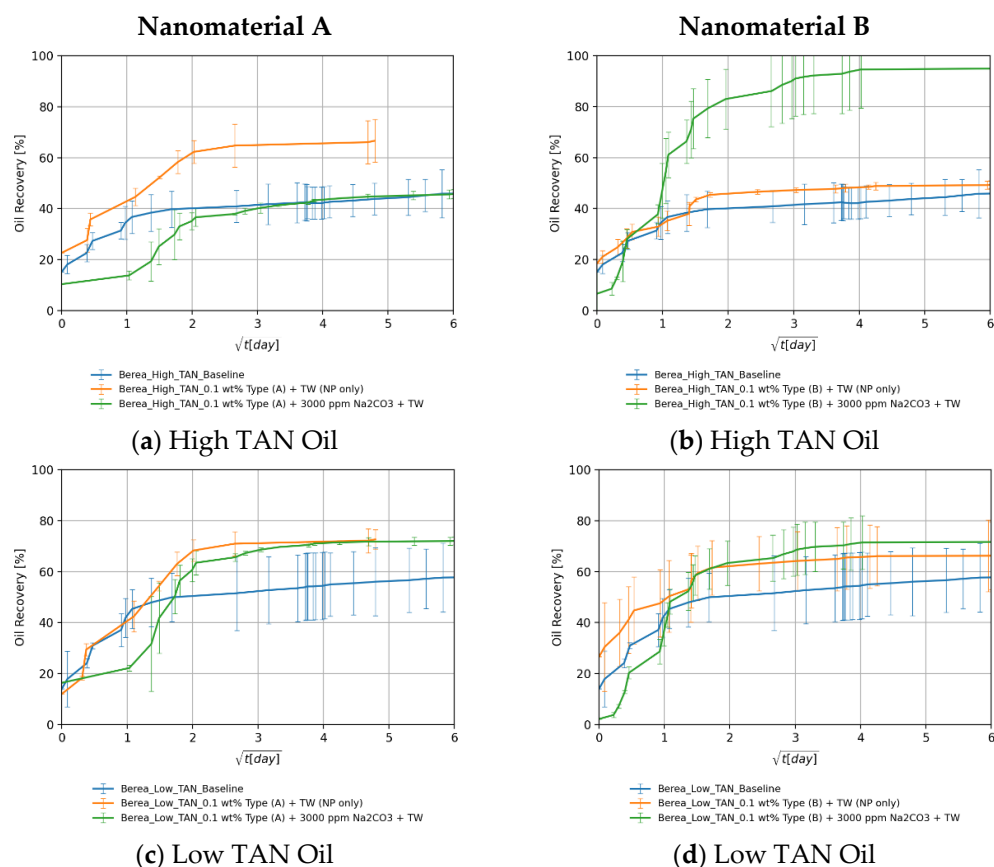 Nanomaterial A
Nanomaterial B
100
80
60
40
20
0
Oil Recovery [%]
0 1 2 3 4 5 6
√t[day]
Berea_High_TAN_Baseline
Berea_High_TAN_0.1 wt% Type (A) + TW (NP only)
Berea_High_TAN_0.1 wt% Type (A) + 3000 ppm Na2CO3 + TW
(a) High TAN Oil
100
80
60
40
20
0
Oil Recovery [%]
0 1 2 3 4 5 6
√t[day]
Berea_High_TAN_Baseline
Berea_High_TAN_0.1 wt% Type (B) + TW (NP only)
Berea_High_TAN_0.1 wt% Type (B) + 3000 ppm Na2CO3 + TW
(b) High TAN Oil
100
80
60
40
20
0
Oil Recovery [%]
0 1 2 3 4 5 6
√t[day]
Berea_Low_TAN_Baseline
Berea_Low_TAN_0.1 wt% Type (A) + TW (NP only)
Berea_Low_TAN_0.1 wt% Type (A) + 3000 ppm Na2CO3 + TW
(c) Low TAN Oil
100
80
60
40
20
0
Oil Recovery [%]
0 1 2 3 4 5 6
√t[day]
Berea_Low_TAN_Baseline
Berea_Low_TAN_0.1 wt% Type (B) + TW (NP only)
Berea_Low_TAN_0.1 wt% Type (B) + 3000 ppm Na2CO3 + TW
(d) Low TAN Oil